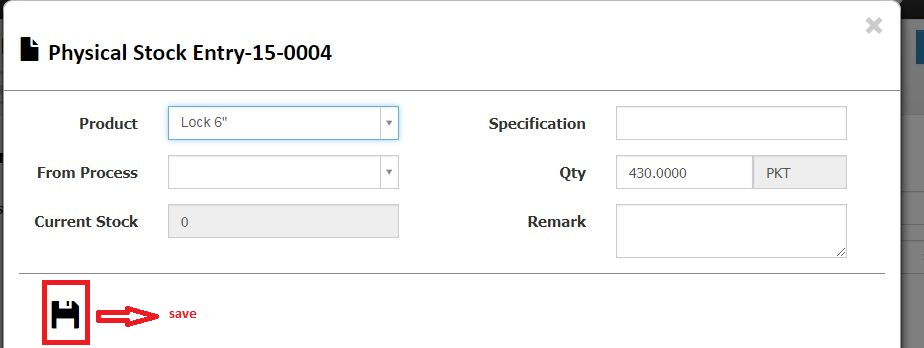 Physical Stock Entry-15-0004
Product Lock 6" Specification
From Process Qty 430.0000 PKT
Current Stock 0 Remark
save